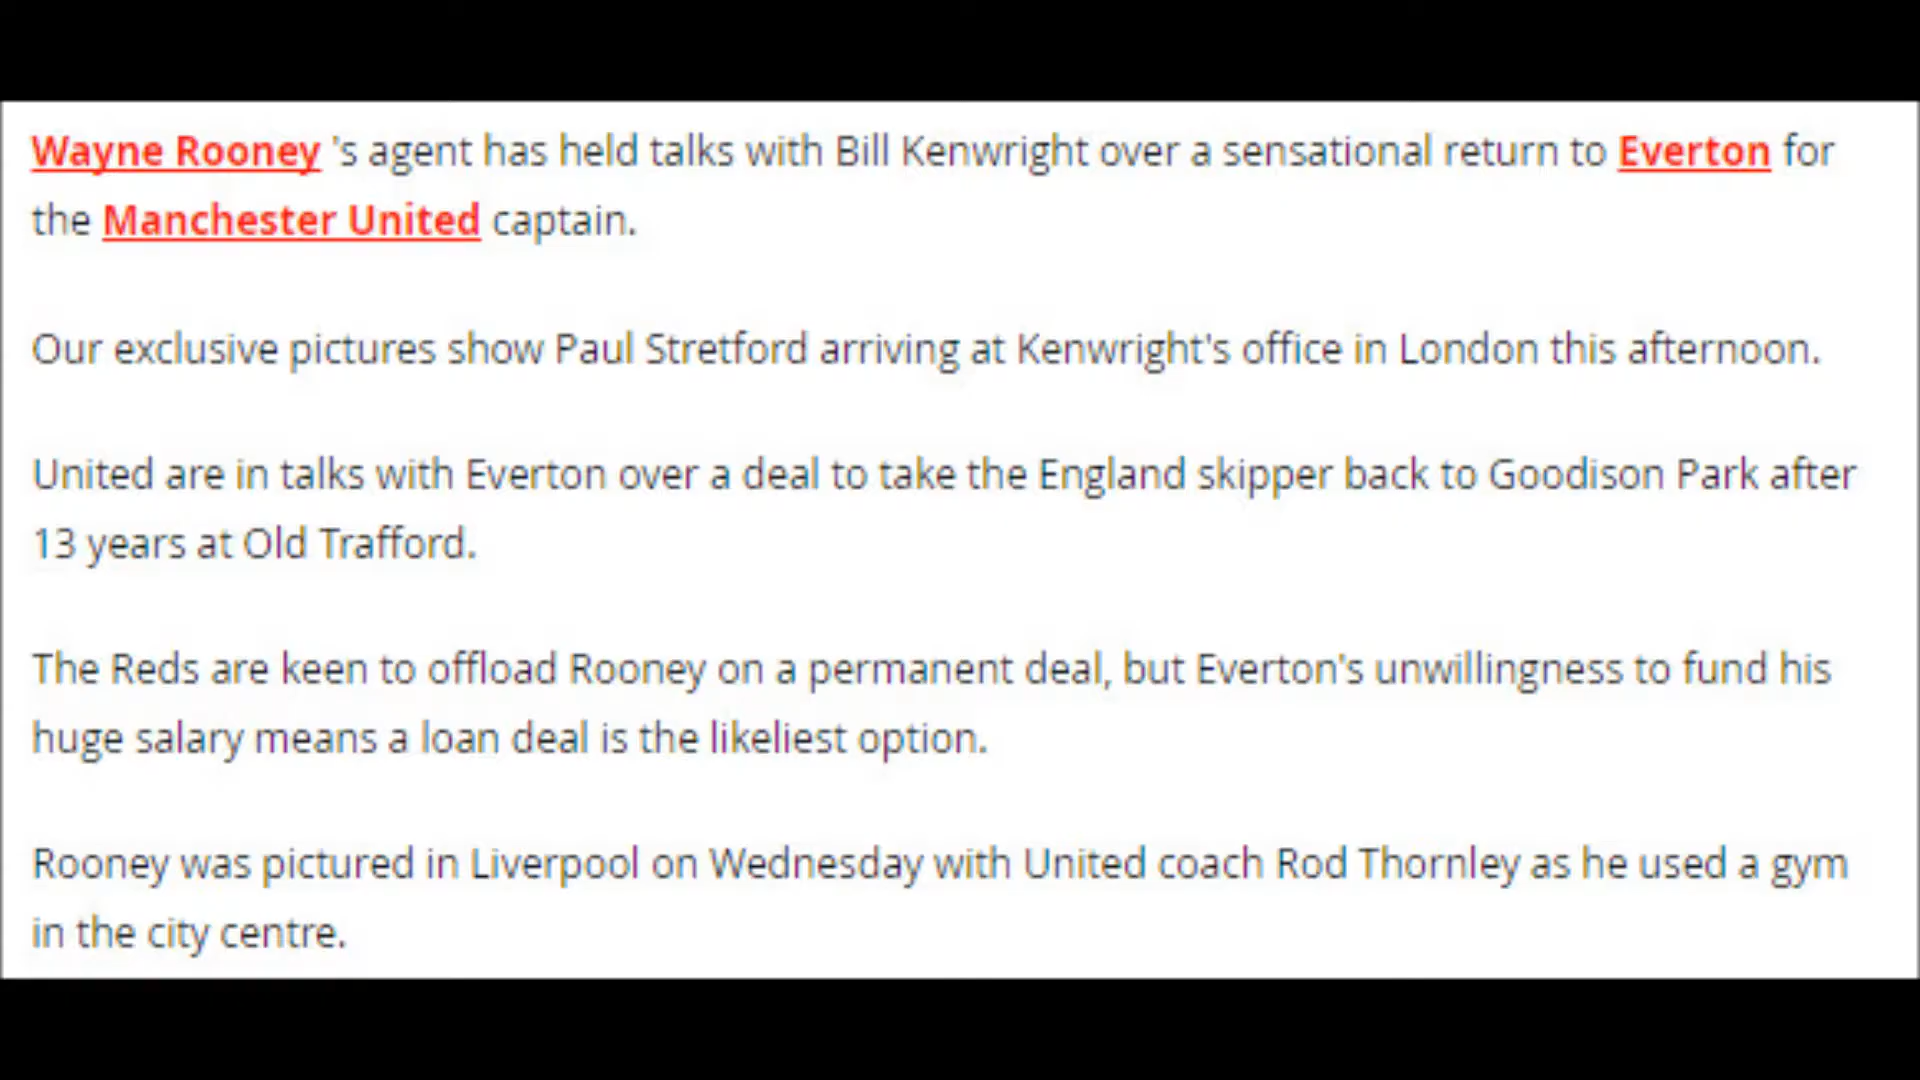 Wayne Rooney 's agent has held talks with Bill Kenwright over a sensational return to Everton for
the Manchester United captain.
Our exclusive pictures show Paul Stretford arriving at Kenwright's office in London this afternoon.
United are in talks with Everton over a deal to take the England skipper back to Goodison Park after
13 years at Old Trafford.
The Reds are keen to offload Rooney on a permanent deal, but Everton's unwillingness to fund his
huge salary means a loan deal is the likeliest option.
Rooney was pictured in Liverpool on Wednesday with United coach Rod Thornley as he used a gym
in the city centre.